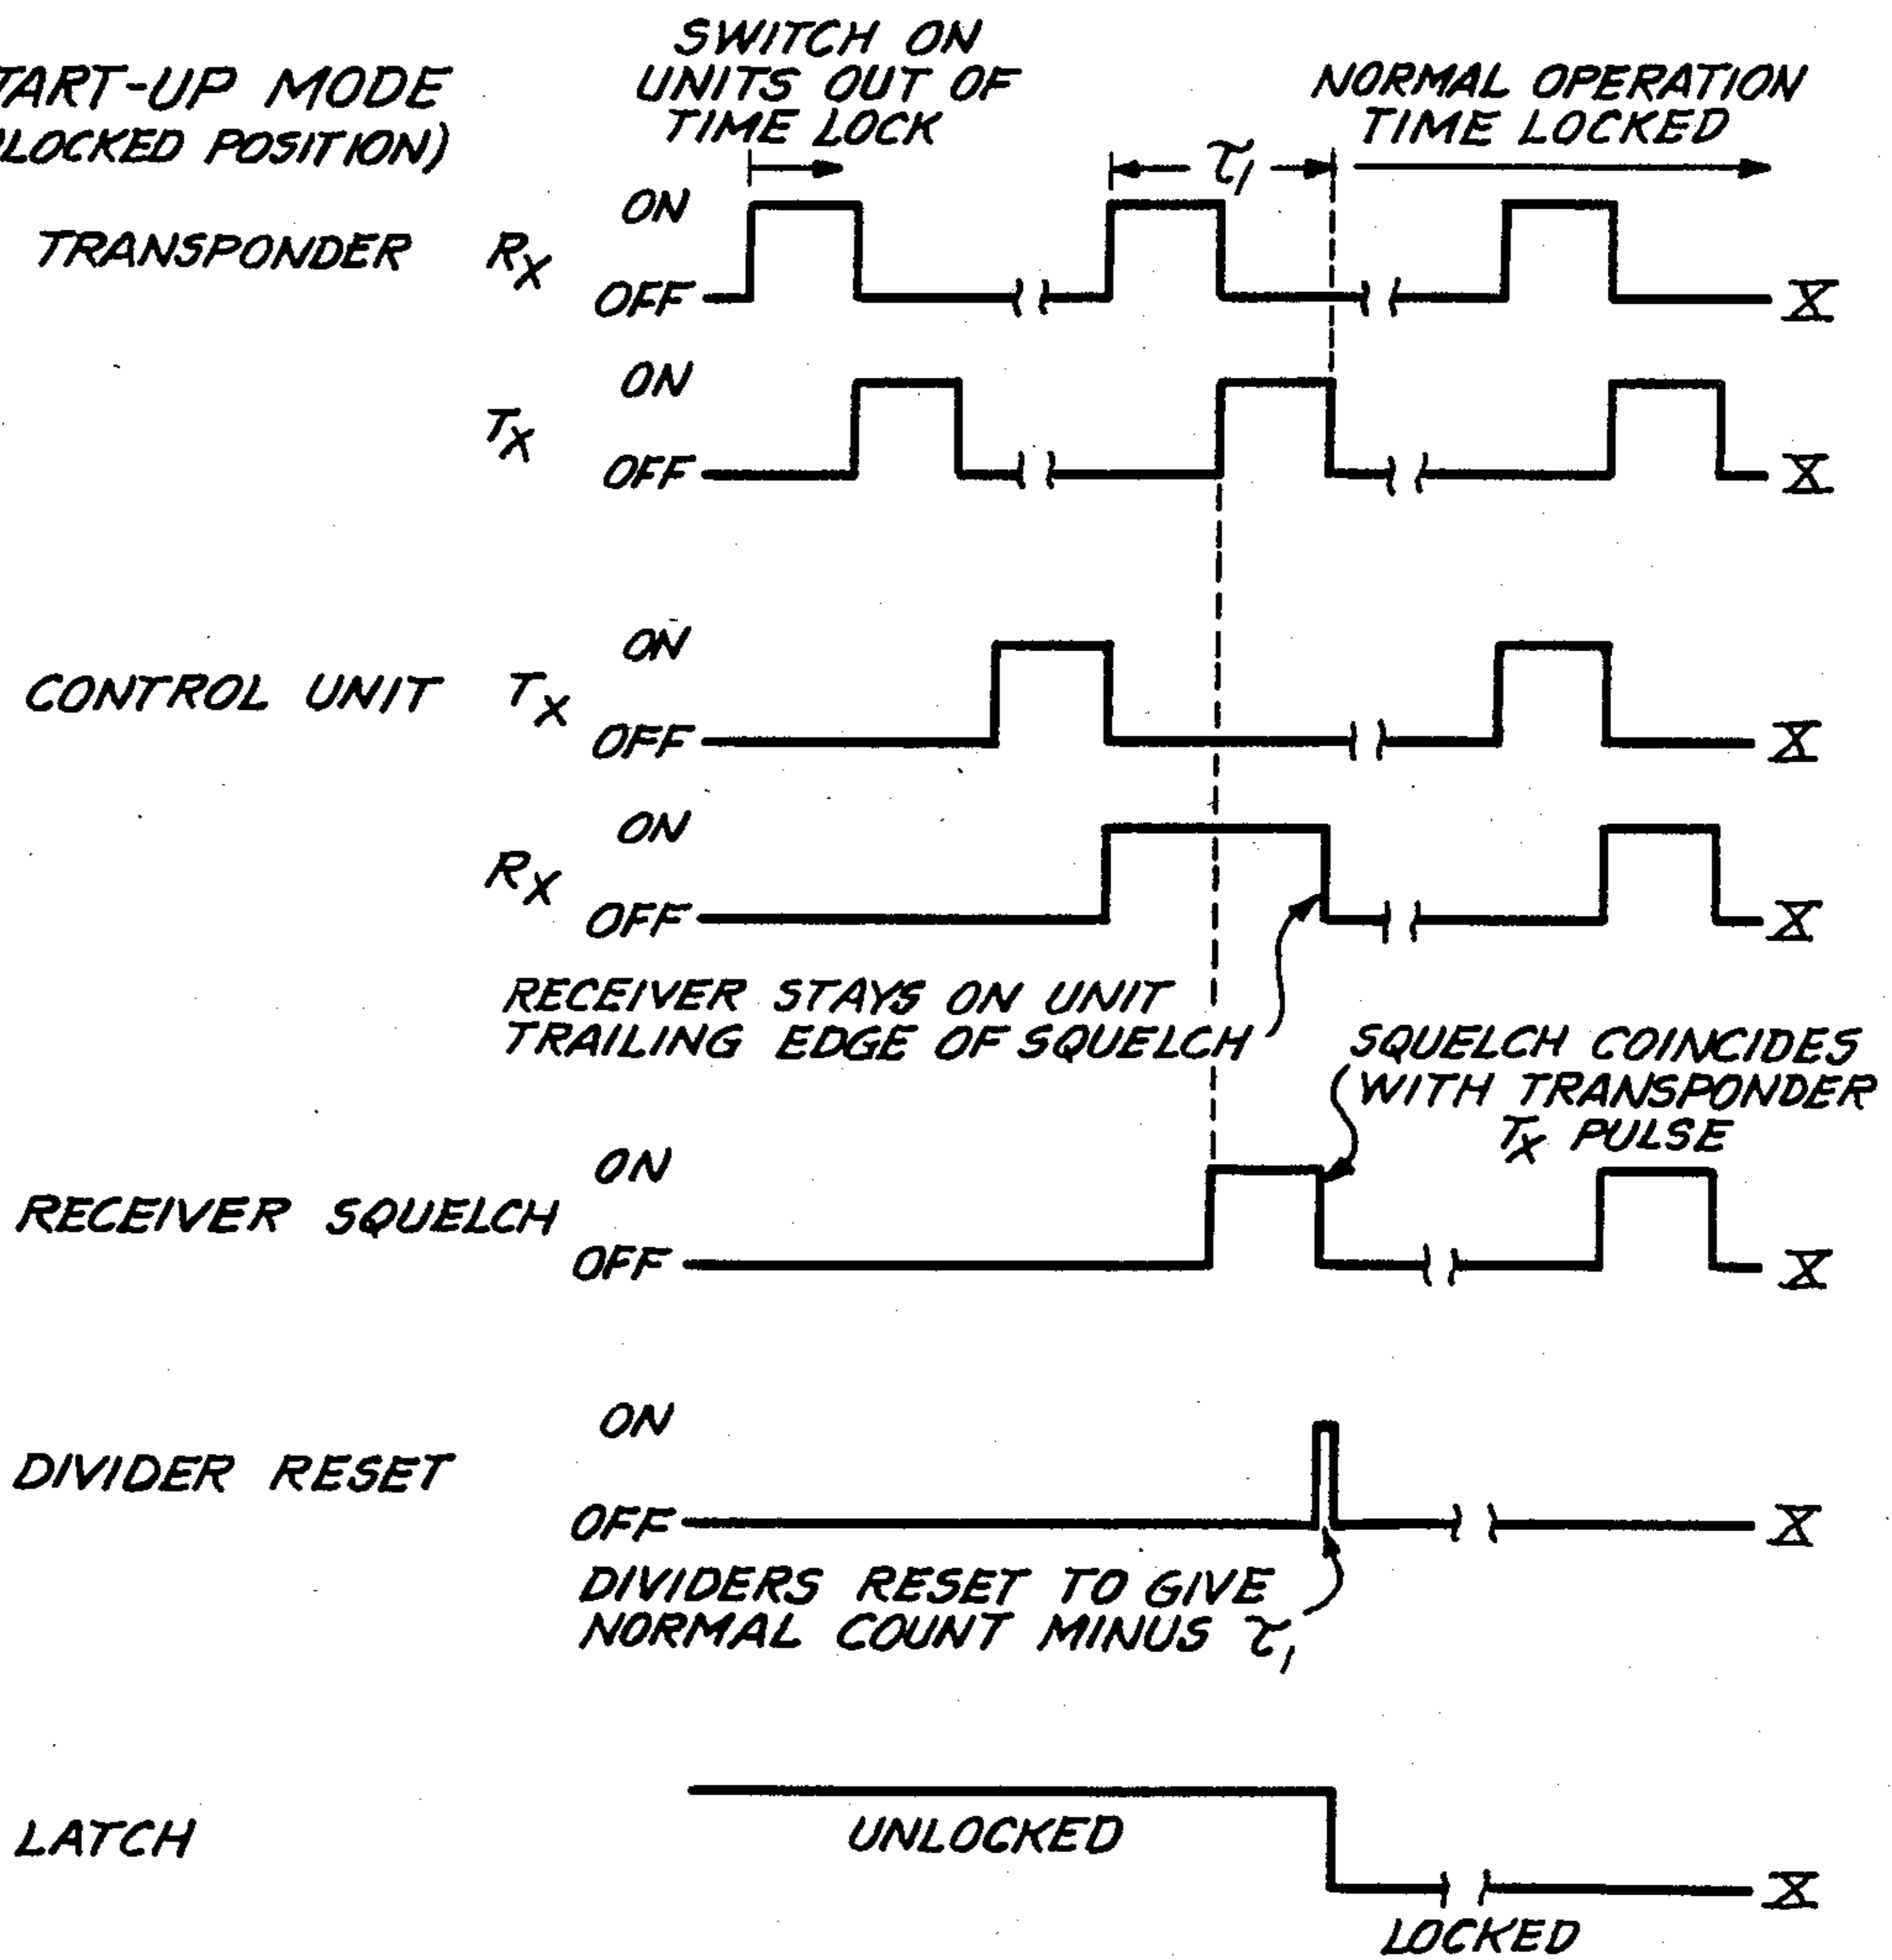 TART-UP MODE
LOCKED POSITION)
SWITCH ON
UNITS OUT OF
TIME LOCK
NORMAL OPERATION
TIME LOCKED
τ₁
TRANSPONDER RX
ON
OFF
X
TX
ON
OFF
X
CONTROL UNIT TX
ON
OFF
X
RX
ON
OFF
X
RECEIVER STAYS ON UNIT
TRAILING EDGE OF SQUELCH
SQUELCH COINCIDES
WITH TRANSPONDER
TX PULSE
RECEIVER SQUELCH
ON
OFF
X
DIVIDER RESET
ON
OFF
X
DIVIDERS RESET TO GIVE
NORMAL COUNT MINUS τ₁
LATCH
UNLOCKED
X
LOCKED